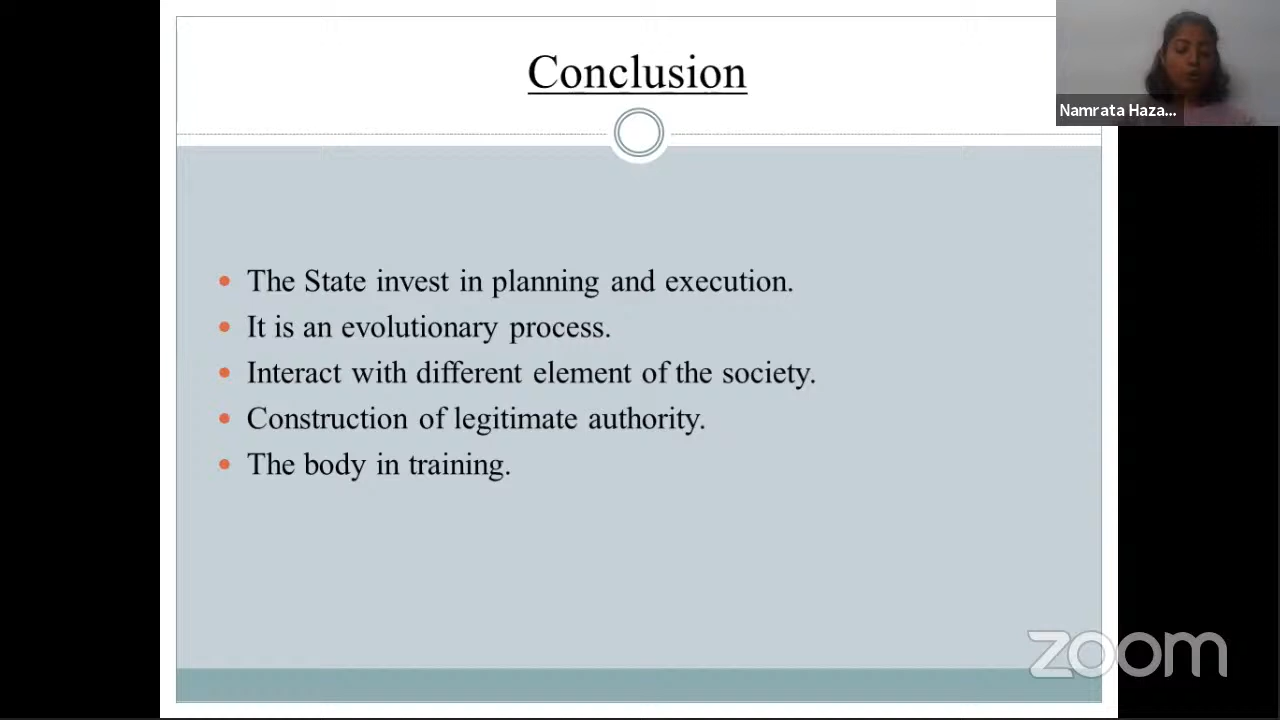 Conclusion
Namrata Haza...
The State invest in planning and execution.
It is an evolutionary process.
Interact with different element of the society.
Construction of legitimate authority.
The body in training.
zoom